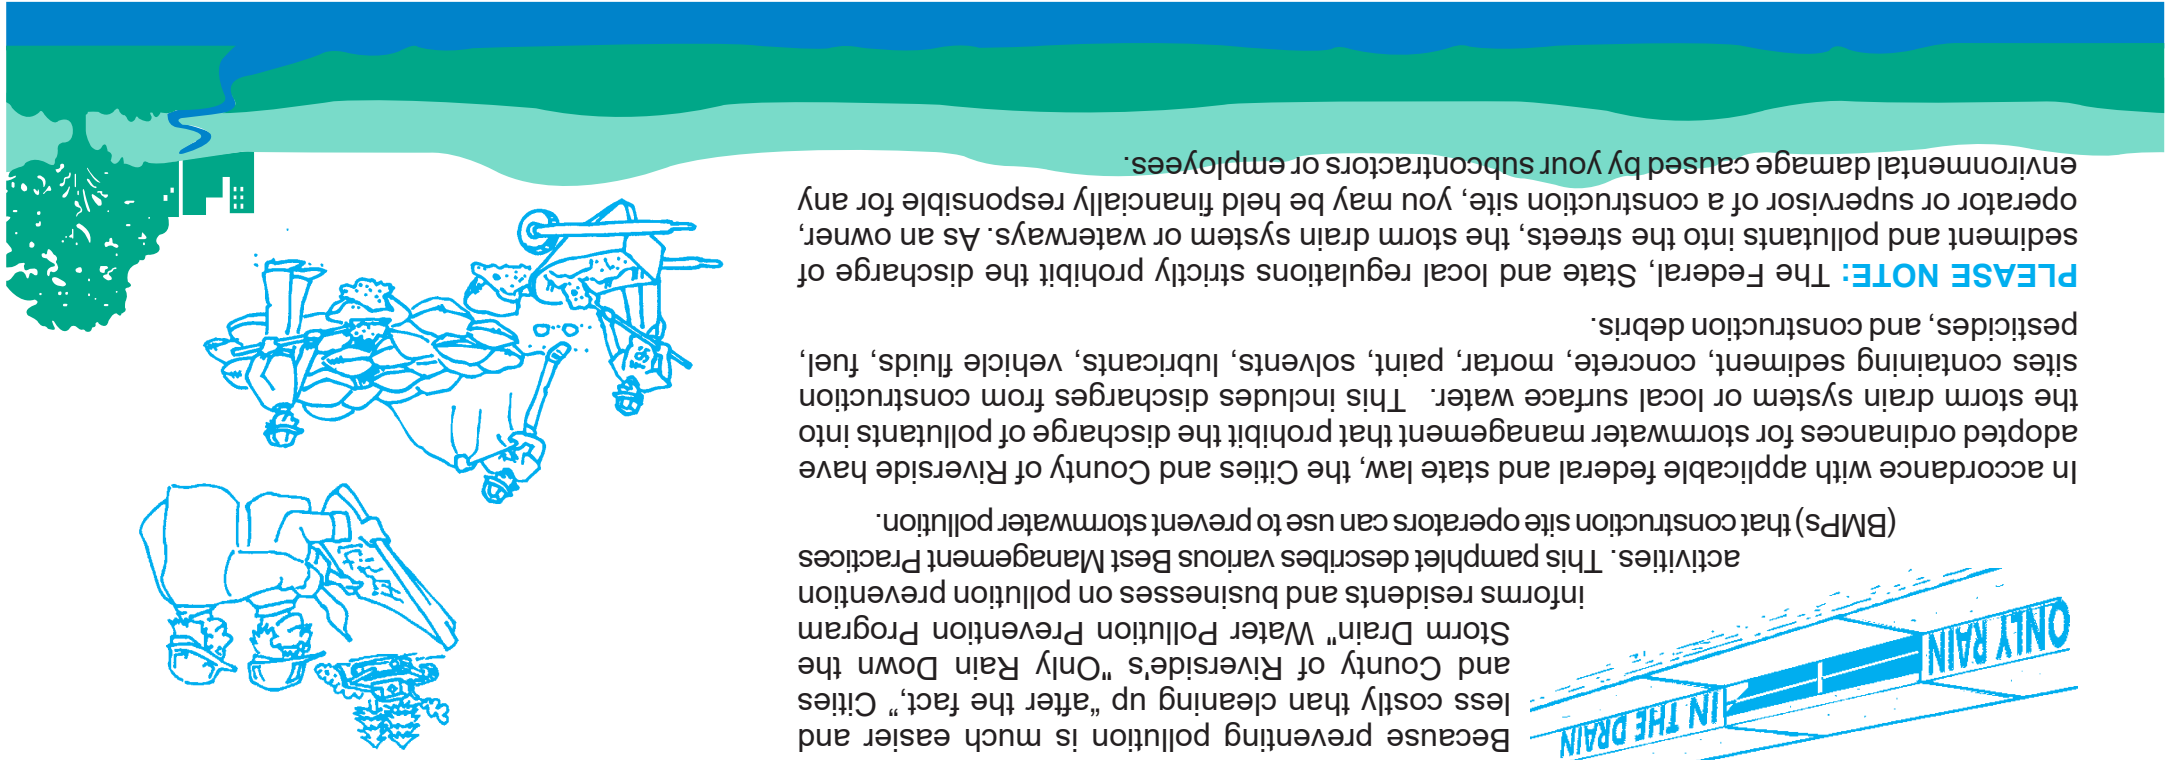 ONLY RAIN
IN THE DRAIN
Because preventing pollution is much easier and
less costly than cleaning up “after the fact,” Cities
and County of Riverside's "Only Rain Down the
Storm Drain" Water Pollution Prevention Program
informs residents and businesses on pollution prevention
activities. This pamphlet describes various Best Management Practices
(BMPs) that construction site operators can use to prevent stormwater pollution.
In accordance with applicable federal and state law, the Cities and County of Riverside have
adopted ordinances for stormwater management that prohibit the discharge of pollutants into
the storm drain system or local surface water. This includes discharges from construction
sites containing sediment, concrete, mortar, paint, solvents, lubricants, vehicle fluids, fuel,
pesticides, and construction debris.
PLEASE NOTE: The Federal, State and local regulations strictly prohibit the discharge of
sediment and pollutants into the streets, the storm drain system or waterways. As an owner,
operator or supervisor of a construction site, you may be held financially responsible for any
environmental damage caused by your subcontractors or employees.